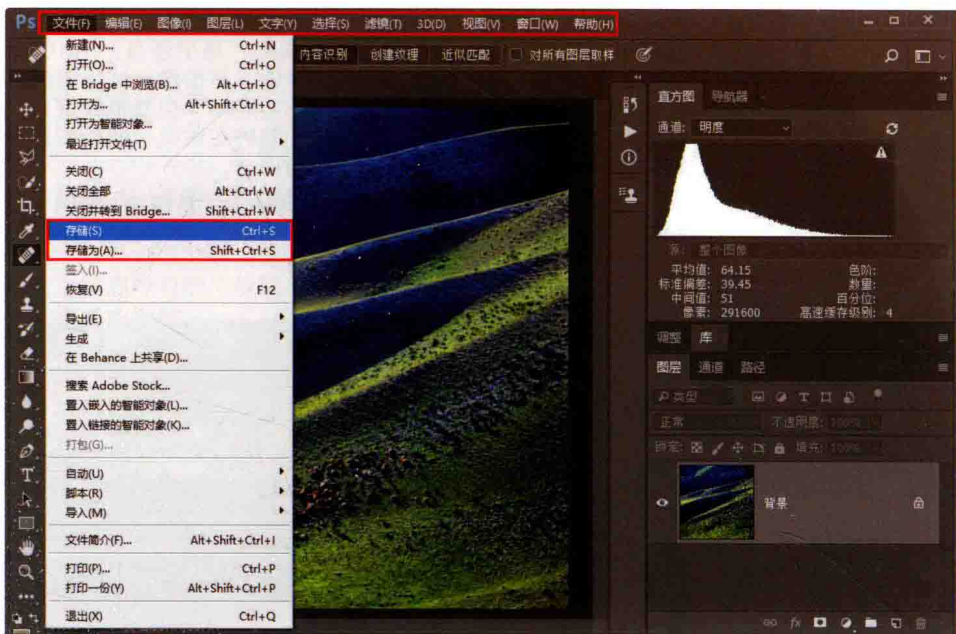 Ps 文件(F) 编辑(E) 图像(I) 图层(L) 文字(Y) 选择(S) 滤镜(T) 3D(D) 视图(V) 窗口(W) 帮助(H)
内容识别 创建纹理 近似匹配 对所有图层取样
新建(N)... Ctrl+N
打开(O)... Ctrl+O
在 Bridge 中浏览(B)... Alt+Ctrl+O
打开为... Alt+Shift+Ctrl+O
打开为智能对象...
最近打开文件(T)
关闭(C) Ctrl+W
关闭全部 Alt+Ctrl+W
关闭并转到 Bridge... Shift+Ctrl+W
存储(S) Ctrl+S
存储为(A)... Shift+Ctrl+S
签入(I)...
恢复(V) F12
导出(E)
生成
在 Behance 上共享(D)...
搜索 Adobe Stock...
置入嵌入的智能对象(L)...
置入链接的智能对象(K)...
打包(G)...
自动(U)
脚本(R)
导入(M)
文件简介(F)... Alt+Shift+Ctrl+I
打印(P)... Ctrl+P
打印一份(Y) Alt+Shift+Ctrl+P
退出(X) Ctrl+Q
直方图 导航器
通道: 明度
源: 整个图像
平均值: 64.15 色阶:
标准偏差: 39.45 数量:
中间值: 51 百分位:
像素: 291600 高速缓存级别: 4
调整 库
图层 通道 路径
类型
正常 不透明度: 100%
锁定: 填充: 100%
背景